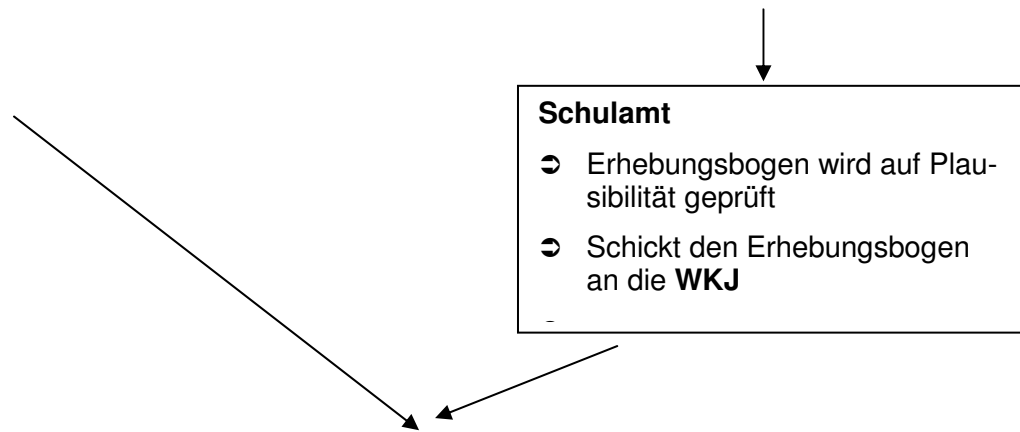 Schulamt
➲ Erhebungsbogen wird auf Plau-
sibilität geprüft
➲ Schickt den Erhebungsbogen
an die WKJ